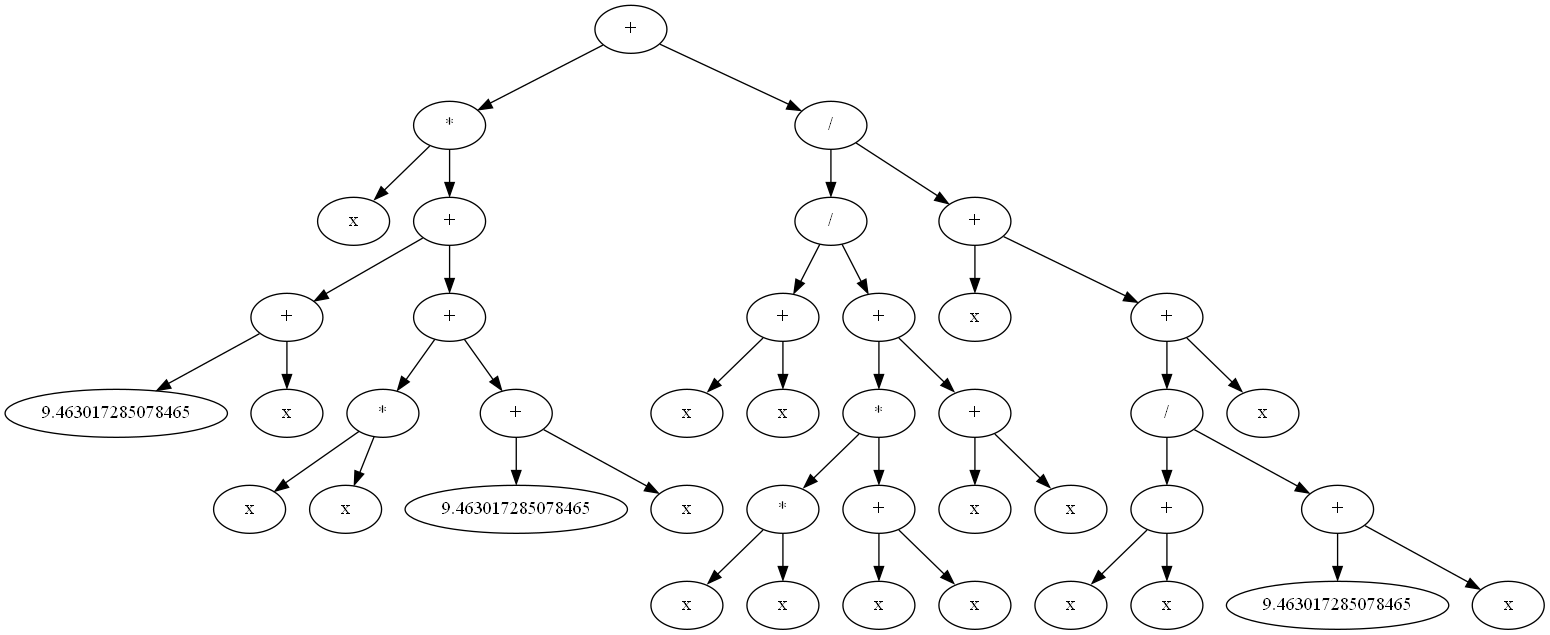 +
* /
x + / +
+ + + + x +
9.463017285078465 x * + x x * + / x
x x 9.463017285078465 x * + x x + +
x x x x x x 9.463017285078465 x